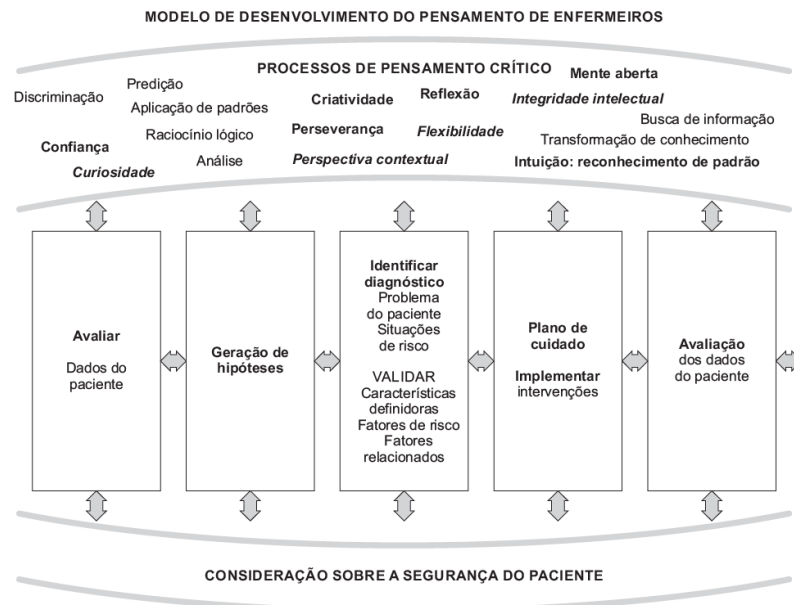 MODELO DE DESENVOLVIMENTO DO PENSAMENTO DE ENFERMEIROS
PROCESSOS DE PENSAMENTO CRÍTICO
Discriminação
Predição
Aplicação de padrões
Raciocínio lógico
Análise
Confiança
Curiosidade
Criatividade
Perseverança
Perspectiva contextual
Reflexão
Flexibilidade
Mente aberta
Integridade intelectual
Busca de informação
Transformação de conhecimento
Intuição: reconhecimento de padrão
Avaliar
Dados do
paciente
Geração de
hipóteses
Identificar
diagnóstico
Problema
do paciente
Situações
de risco
VALIDAR
Características
definidoras
Fatores de risco
Fatores
relacionados
Plano de
cuidado
Implementar
intervenções
Avaliação
dos dados
do paciente
CONSIDERAÇÃO SOBRE A SEGURANÇA DO PACIENTE